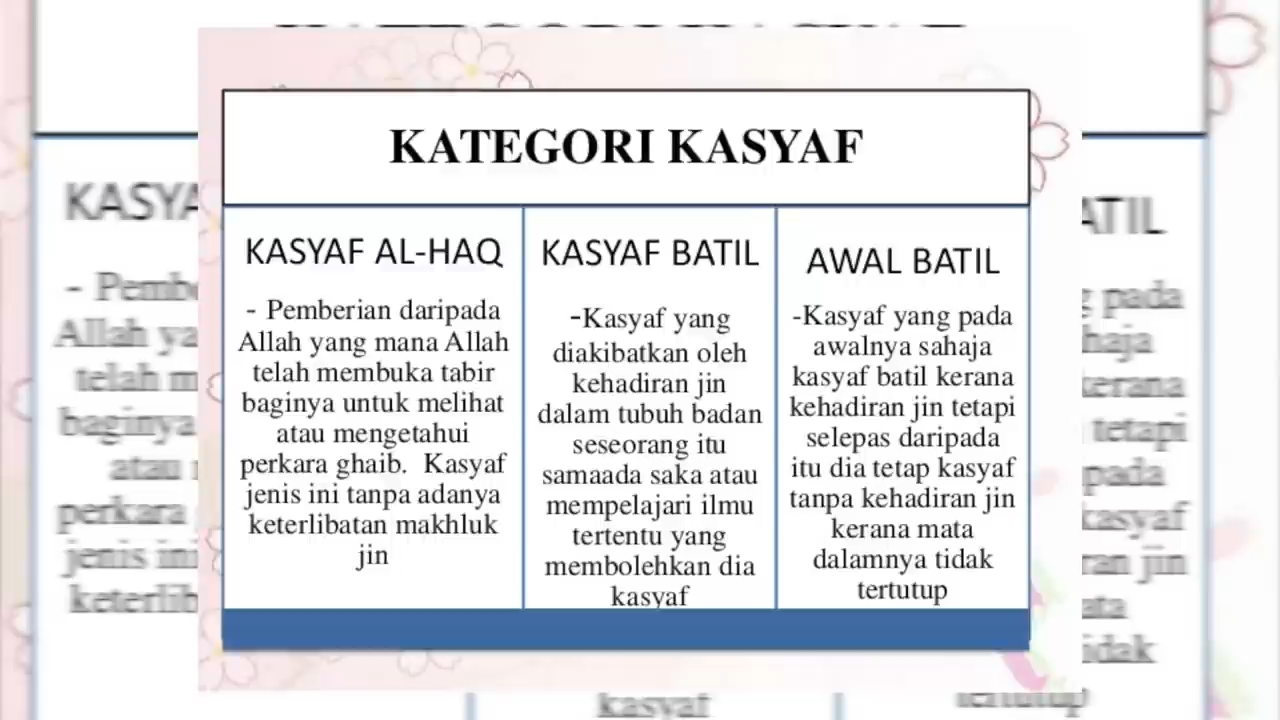 KATEGORI KASYAF
KASYAF AL-HAQ
- Pemberian daripada
Allah yang mana Allah
telah membuka tabir
baginya untuk melihat
atau mengetahui
perkara ghaib.  Kasyaf
jenis ini tanpa adanya
keterlibatan makhluk
jin
KASYAF BATIL
-Kasyaf yang
diakibatkan oleh
kehadiran jin
dalam tubuh badan
seseorang itu
samaada saka atau
mempelajari ilmu
tertentu yang
membolehkan dia
kasyaf
AWAL BATIL
-Kasyaf yang pada
awalnya sahaja
kasyaf batil kerana
kehadiran jin tetapi
selepas daripada
itu dia tetap kasyaf
tanpa kehadiran jin
kerana mata
dalamnya tidak
tertutup